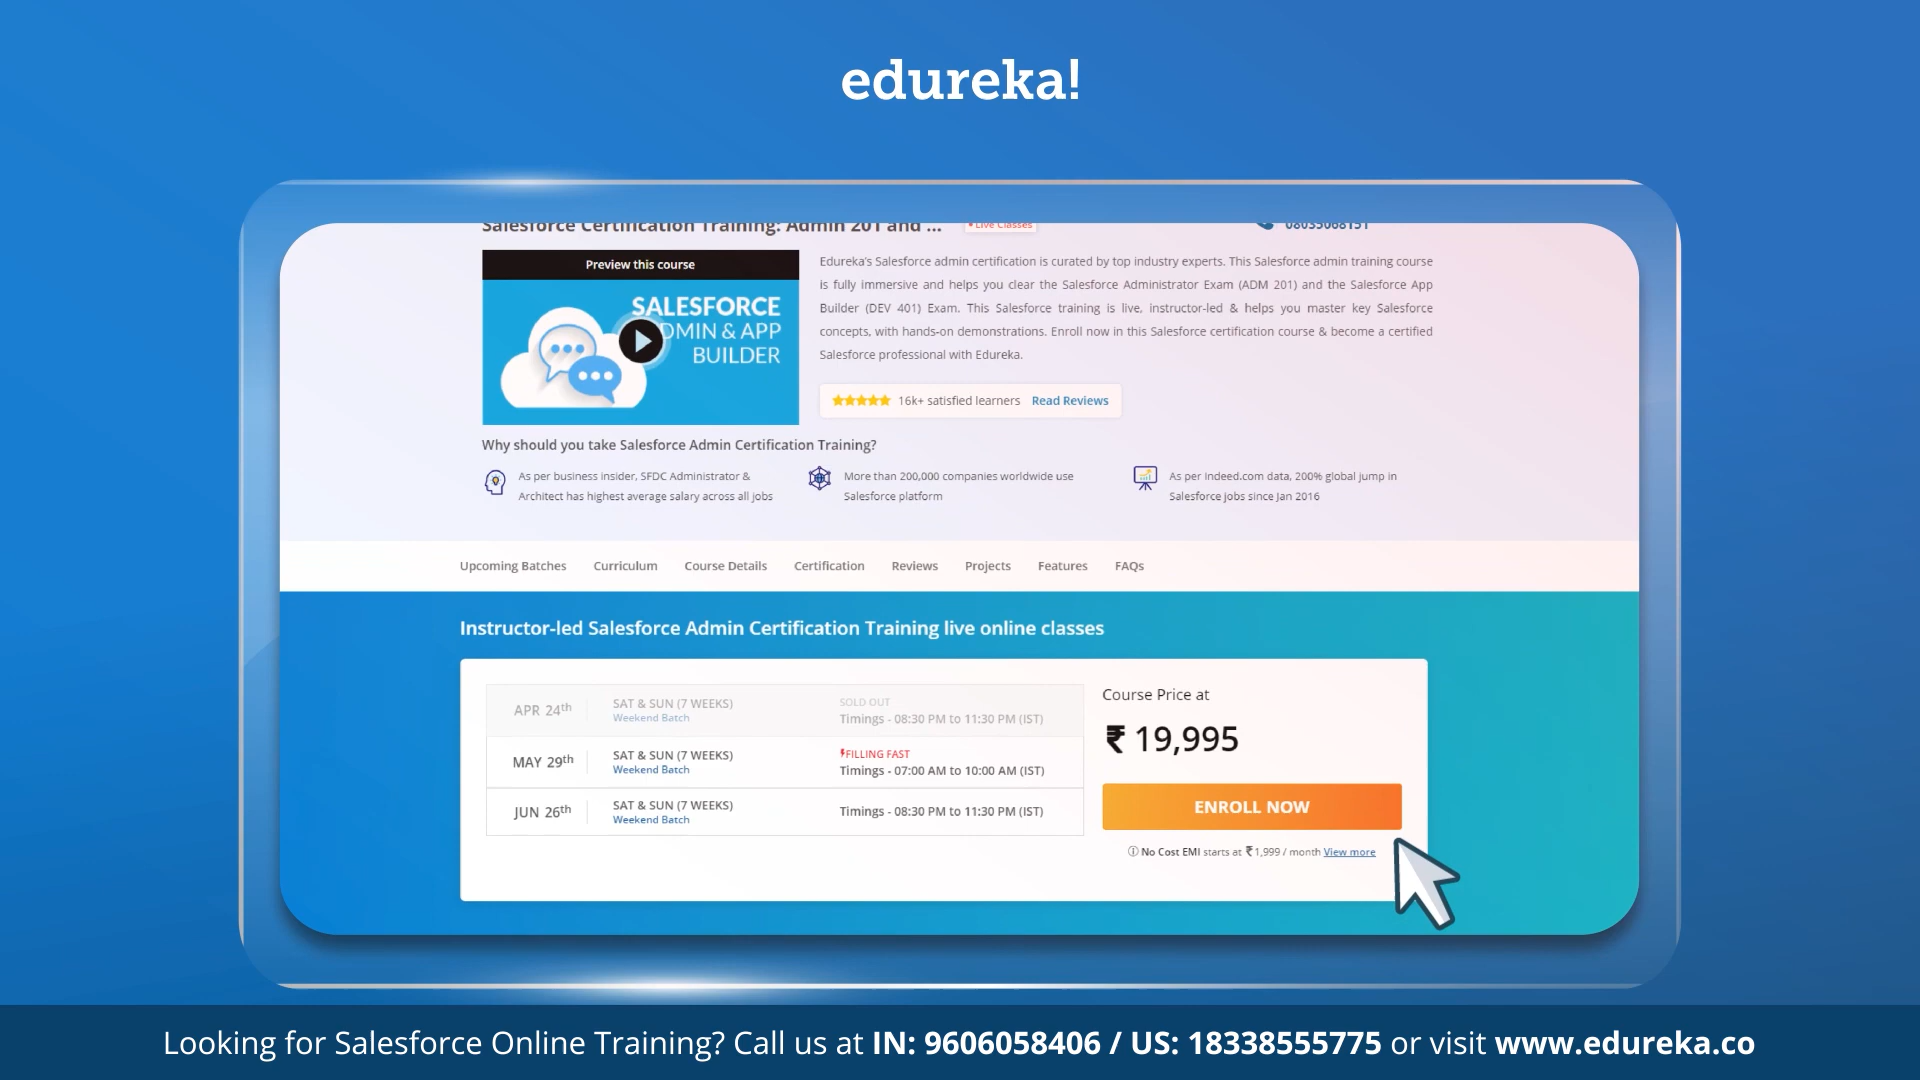 edureka!
Salesforce Certification Training: Admin 201 and ...
• Live Classes
08035068151
Preview this course
SALESFORCE
DMIN & APP
BUILDER
Edureka's Salesforce admin certification is curated by top industry experts. This Salesforce admin training course
is fully immersive and helps you clear the Salesforce Administrator Exam (ADM 201) and the Salesforce App
Builder (DEV 401) Exam. This Salesforce training is live, instructor-led & helps you master key Salesforce
concepts, with hands-on demonstrations. Enroll now in this Salesforce certification course & become a certified
Salesforce professional with Edureka.
16k+ satisfied learners Read Reviews
Why should you take Salesforce Admin Certification Training?
As per business insider, SFDC Administrator &
Architect has highest average salary across all jobs
More than 200,000 companies worldwide use
Salesforce platform
As per Indeed.com data, 200% global jump in
Salesforce jobs since Jan 2016
Upcoming Batches Curriculum Course Details Certification Reviews Projects Features FAQs
Instructor-led Salesforce Admin Certification Training live online classes
APR 24th
SAT & SUN (7 WEEKS)
Weekend Batch
SOLD OUT
Timings - 08:30 PM to 11:30 PM (IST)
MAY 29th
SAT & SUN (7 WEEKS)
Weekend Batch
FILLING FAST
Timings - 07:00 AM to 10:00 AM (IST)
JUN 26th
SAT & SUN (7 WEEKS)
Weekend Batch
Timings - 08:30 PM to 11:30 PM (IST)
Course Price at
₹ 19,995
ENROLL NOW
No Cost EMI starts at ₹1,999 / month View more
Looking for Salesforce Online Training? Call us at IN: 9606058406 / US: 18338555775 or visit www.edureka.co